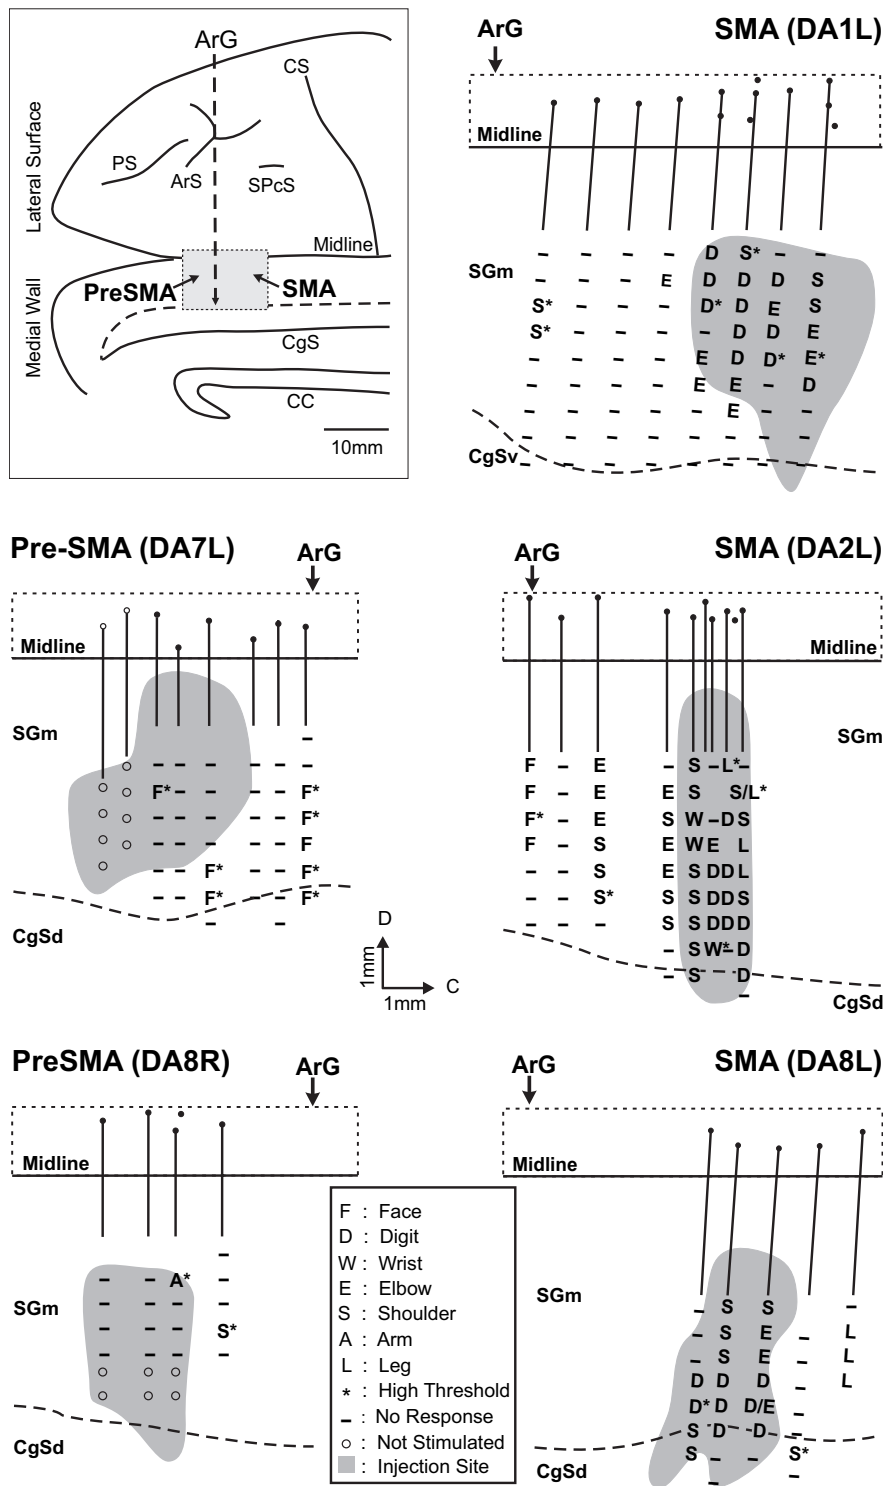 ArG
CS
PS
ArS
SPcS
Lateral Surface
Midline
PreSMA
SMA
Medial Wall
CgS
CC
10mm
ArG
SMA (DA1L)
Midline
– – – – D S* – –
SGm
– – – E D D D S
S* – – – D* D E S
S* – – – – D D E
– – – – E D D* E*
– – – – E E – D
– – – – – E – –
– – – – – – – –
CgSv
– – – – – – – –
Pre-SMA (DA7L)
ArG
Midline
SGm
–
○ – – – – – –
○ ○ F* – – – – F*
○ ○ – – – – – F*
○ ○ – – – – – F
○ – – F* – – F*
– – F* – – F*
– –
CgSd
D
1mm
1mm
C
ArG
SMA (DA2L)
Midline
SGm
F – E – S – L* –
F – E E S S/L*
F* – E S W – D S
F – S E W E L
– – S E S D D L
– – S* S S D D S
– – – S S D D D
– S W* – D
– S D
–
CgSd
PreSMA (DA8R)
ArG
Midline
–
– – A* –
SGm
– – – –
– – – S*
– – – –
○ ○ ○
○ ○ ○
CgSd
F : Face
D : Digit
W : Wrist
E : Elbow
S : Shoulder
A : Arm
L : Leg
* : High Threshold
– : No Response
○ : Not Stimulated
: Injection Site
ArG
SMA (DA8L)
Midline
SGm
– S S –
– S E – L
– S E – L
D D D – L
D* D D/E –
S D D –
S – – S*
– –
CgSd